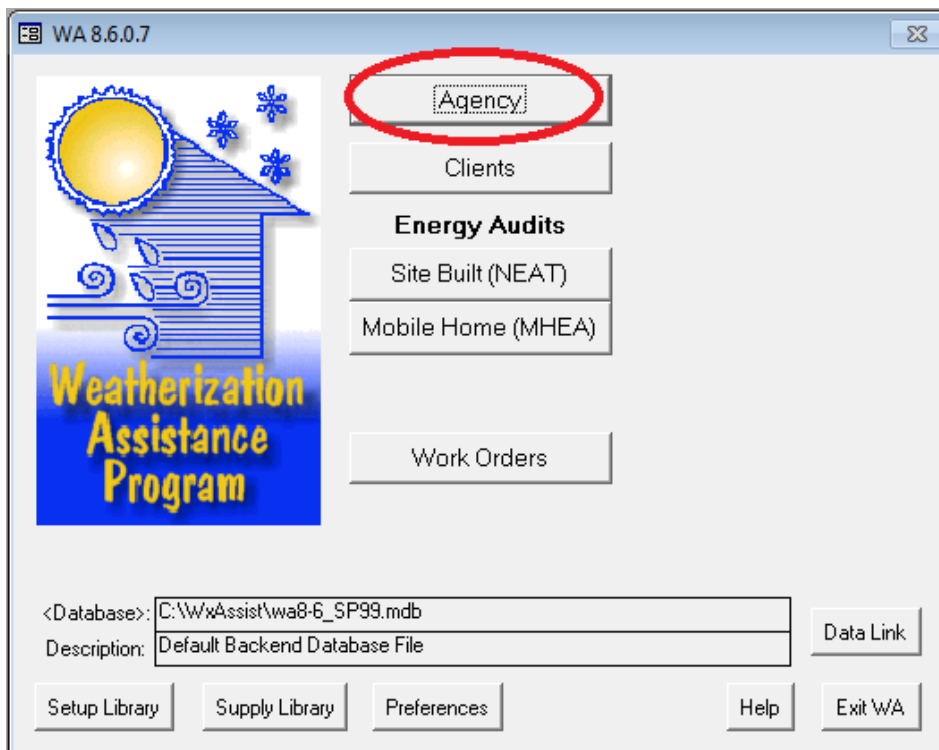 WA 8.6.0.7
Agency
Clients
Energy Audits
Site Built (NEAT)
Mobile Home (MHEA)
Weatherization
Assistance
Program
Work Orders
<Database>: C:\WxAssist\wa8-6_SP99.mdb
Description: Default Backend Database File
Data Link
Setup Library Supply Library Preferences Help Exit WA